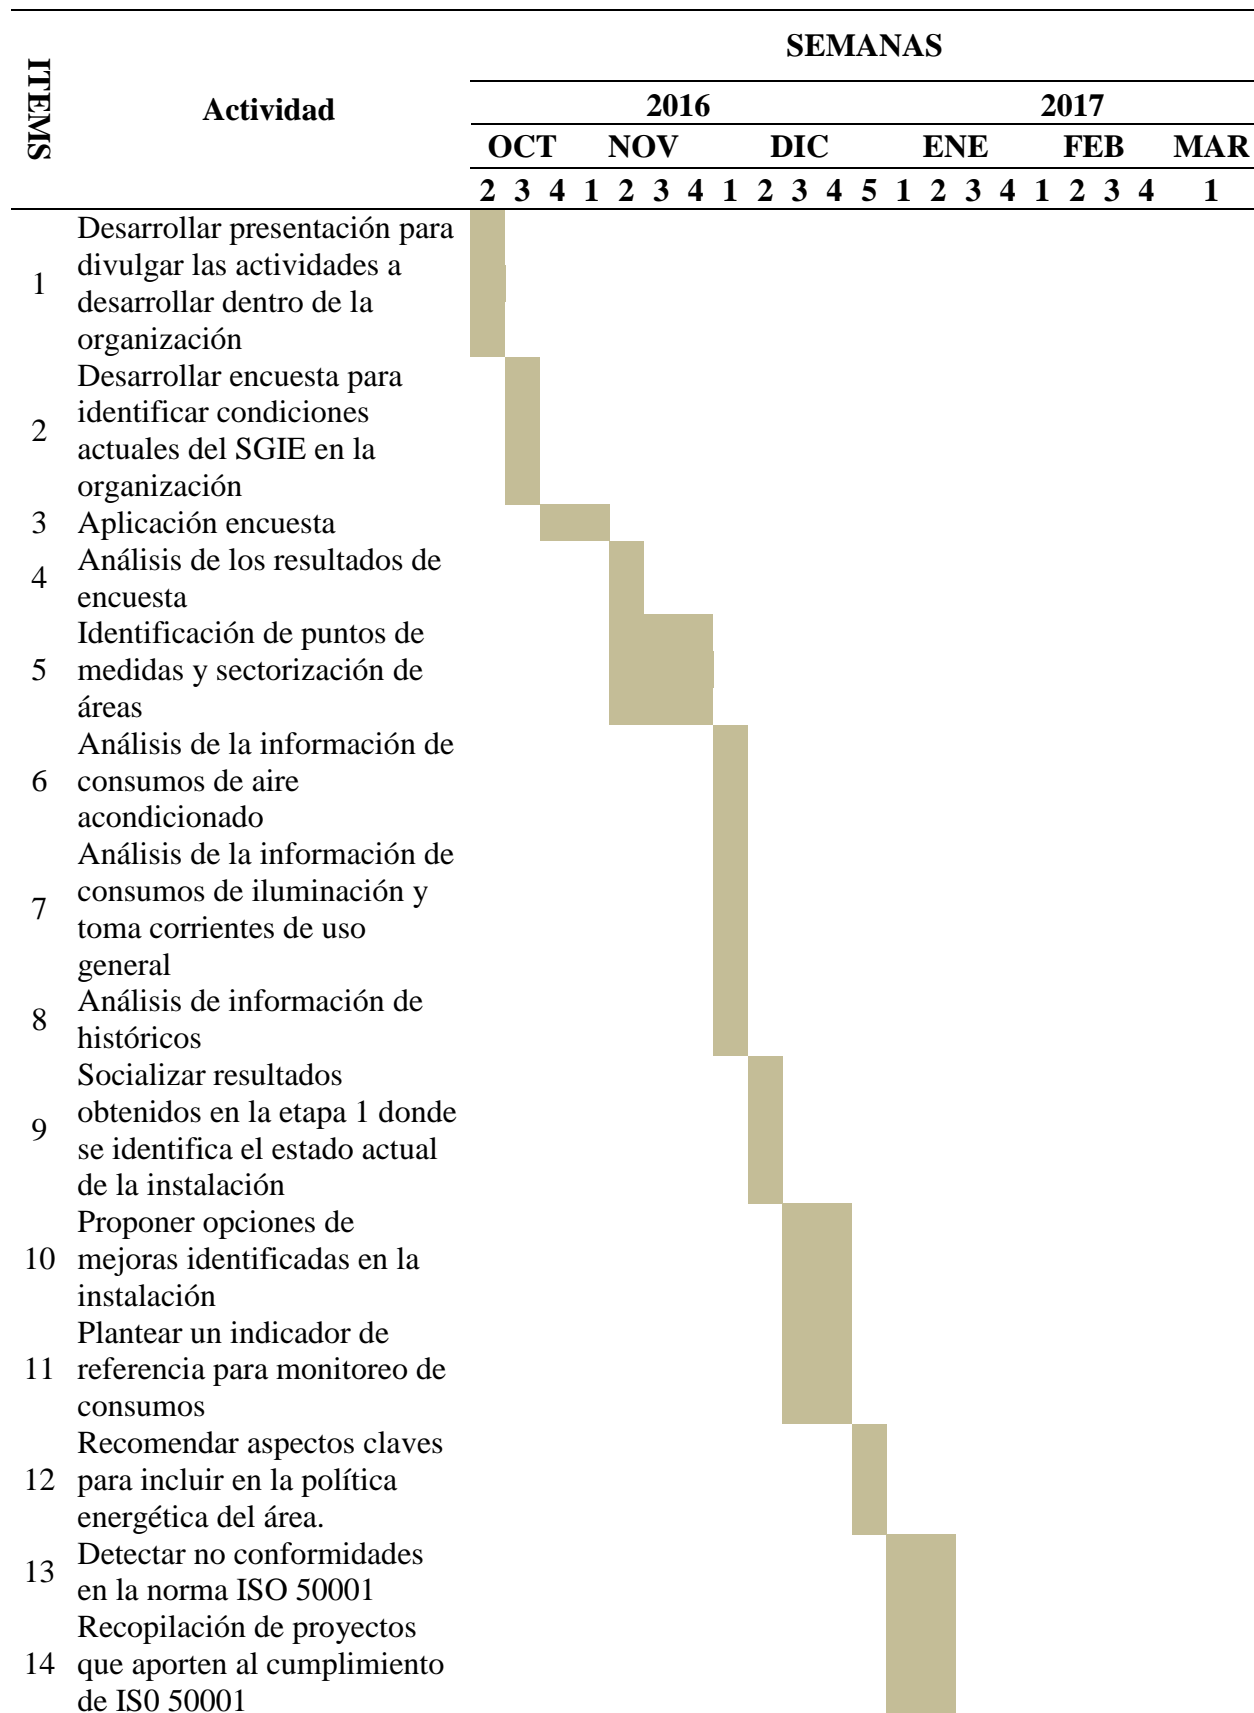 SEMANAS
ITEMS
Actividad
2016 2017
OCT NOV DIC ENE FEB MAR
2 3 4 1 2 3 4 1 2 3 4 5 1 2 3 4 1 2 3 4 1
1
Desarrollar presentación para
divulgar las actividades a
desarrollar dentro de la
organización
2
Desarrollar encuesta para
identificar condiciones
actuales del SGIE en la
organización
3 Aplicación encuesta
4
Análisis de los resultados de
encuesta
5
Identificación de puntos de
medidas y sectorización de
áreas
6
Análisis de la información de
consumos de aire
acondicionado
7
Análisis de la información de
consumos de iluminación y
toma corrientes de uso
general
8
Análisis de información de
históricos
9
Socializar resultados
obtenidos en la etapa 1 donde
se identifica el estado actual
de la instalación
10
Proponer opciones de
mejoras identificadas en la
instalación
11
Plantear un indicador de
referencia para monitoreo de
consumos
12
Recomendar aspectos claves
para incluir en la política
energética del área.
13
Detectar no conformidades
en la norma ISO 50001
14
Recopilación de proyectos
que aporten al cumplimiento
de IS0 50001